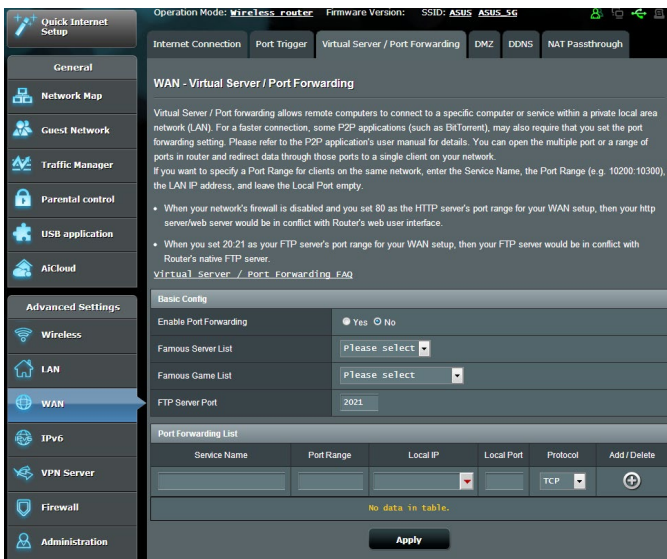 Operation Mode: Wireless router Firmware Version: SSID: ASUS ASUS_5G
Quick Internet
Setup
Internet Connection Port Trigger Virtual Server / Port Forwarding DMZ DDNS NAT Passthrough
General
Network Map
Guest Network
Traffic Manager
Parental control
USB application
AiCloud
Advanced Settings
Wireless
LAN
WAN
IPv6
VPN Server
Firewall
Administration
WAN - Virtual Server / Port Forwarding
Virtual Server / Port forwarding allows remote computers to connect to a specific computer or service within a private local area
network (LAN). For a faster connection, some P2P applications (such as BitTorrent), may also require that you set the port
forwarding setting. Please refer to the P2P application's user manual for details. You can open the multiple port or a range of
ports in router and redirect data through those ports to a single client on your network.
If you want to specify a Port Range for clients on the same network, enter the Service Name, the Port Range (e.g. 10200:10300),
the LAN IP address, and leave the Local Port empty.
• When your network's firewall is disabled and you set 80 as the HTTP server's port range for your WAN setup, then your http
server/web server would be in conflict with Router's web user interface.
• When you set 20:21 as your FTP server's port range for your WAN setup, then your FTP server would be in conflict with
Router's native FTP server.
Virtual Server / Port Forwarding FAQ
Basic Config
Enable Port Forwarding Yes No
Famous Server List Please select
Famous Game List Please select
FTP Server Port 2021
Port Forwarding List
Service Name Port Range Local IP Local Port Protocol Add / Delete
TCP
No data in table.
Apply